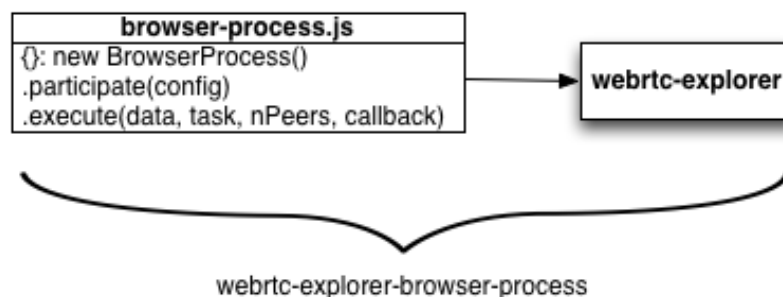 browser-process.js
{}: new BrowserProcess()
.participate(config)
.execute(data, task, nPeers, callback)
webrtc-explorer
webrtc-explorer-browser-process